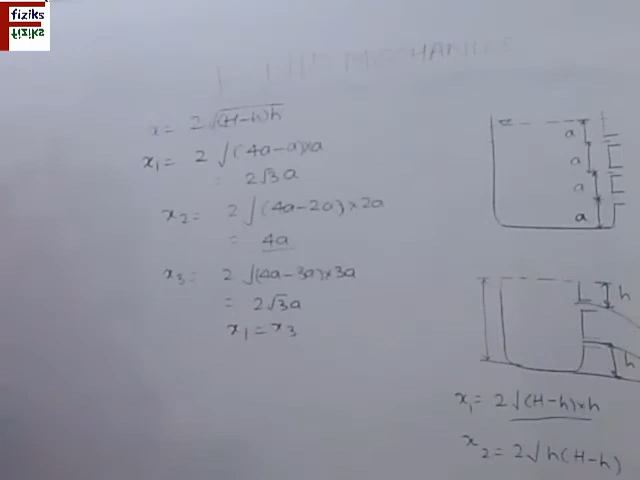 fiziks
fiziks
FLUID MECHANICS
x = 2√(H-h)h
x₁ = 2 √(4a-a)×a
= 2√3 a
x₂ = 2 √(4a-2a)×2a
= 4a
x₃ = 2 √(4a-3a)×3a
= 2√3a
x₁ = x₃
a
a
a
a
h
h
x₁ = 2 √(H-h)×h
x₂ = 2√h(H-h)